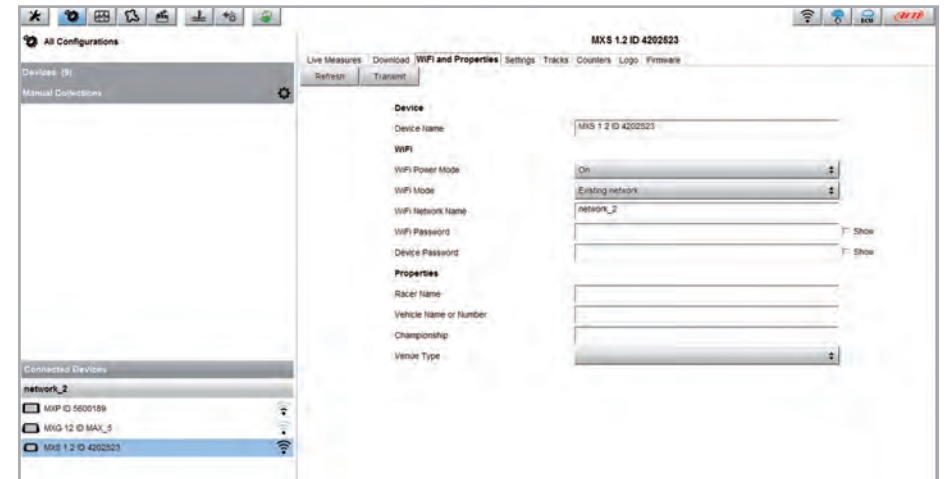 ECU
AiM
All Configurations
MXS 1.2 ID 4202523
Live Measures Download WiFi and Properties Settings Tracks Counters Logo Firmware
Devices (9)
Refresh Transmit
Manual Collections
Device
Device Name MXS 1.2 ID 4202523
WiFi
WiFi Power Mode On
WiFi Mode Existing network
WiFi Network Name network_2
WiFi Password Show
Device Password Show
Properties
Racer Name
Vehicle Name or Number
Championship
Venue Type
Connected Devices
network_2
MXP ID 5600189
MXG 12 ID MAX_5
MXS 1.2 ID 4202523